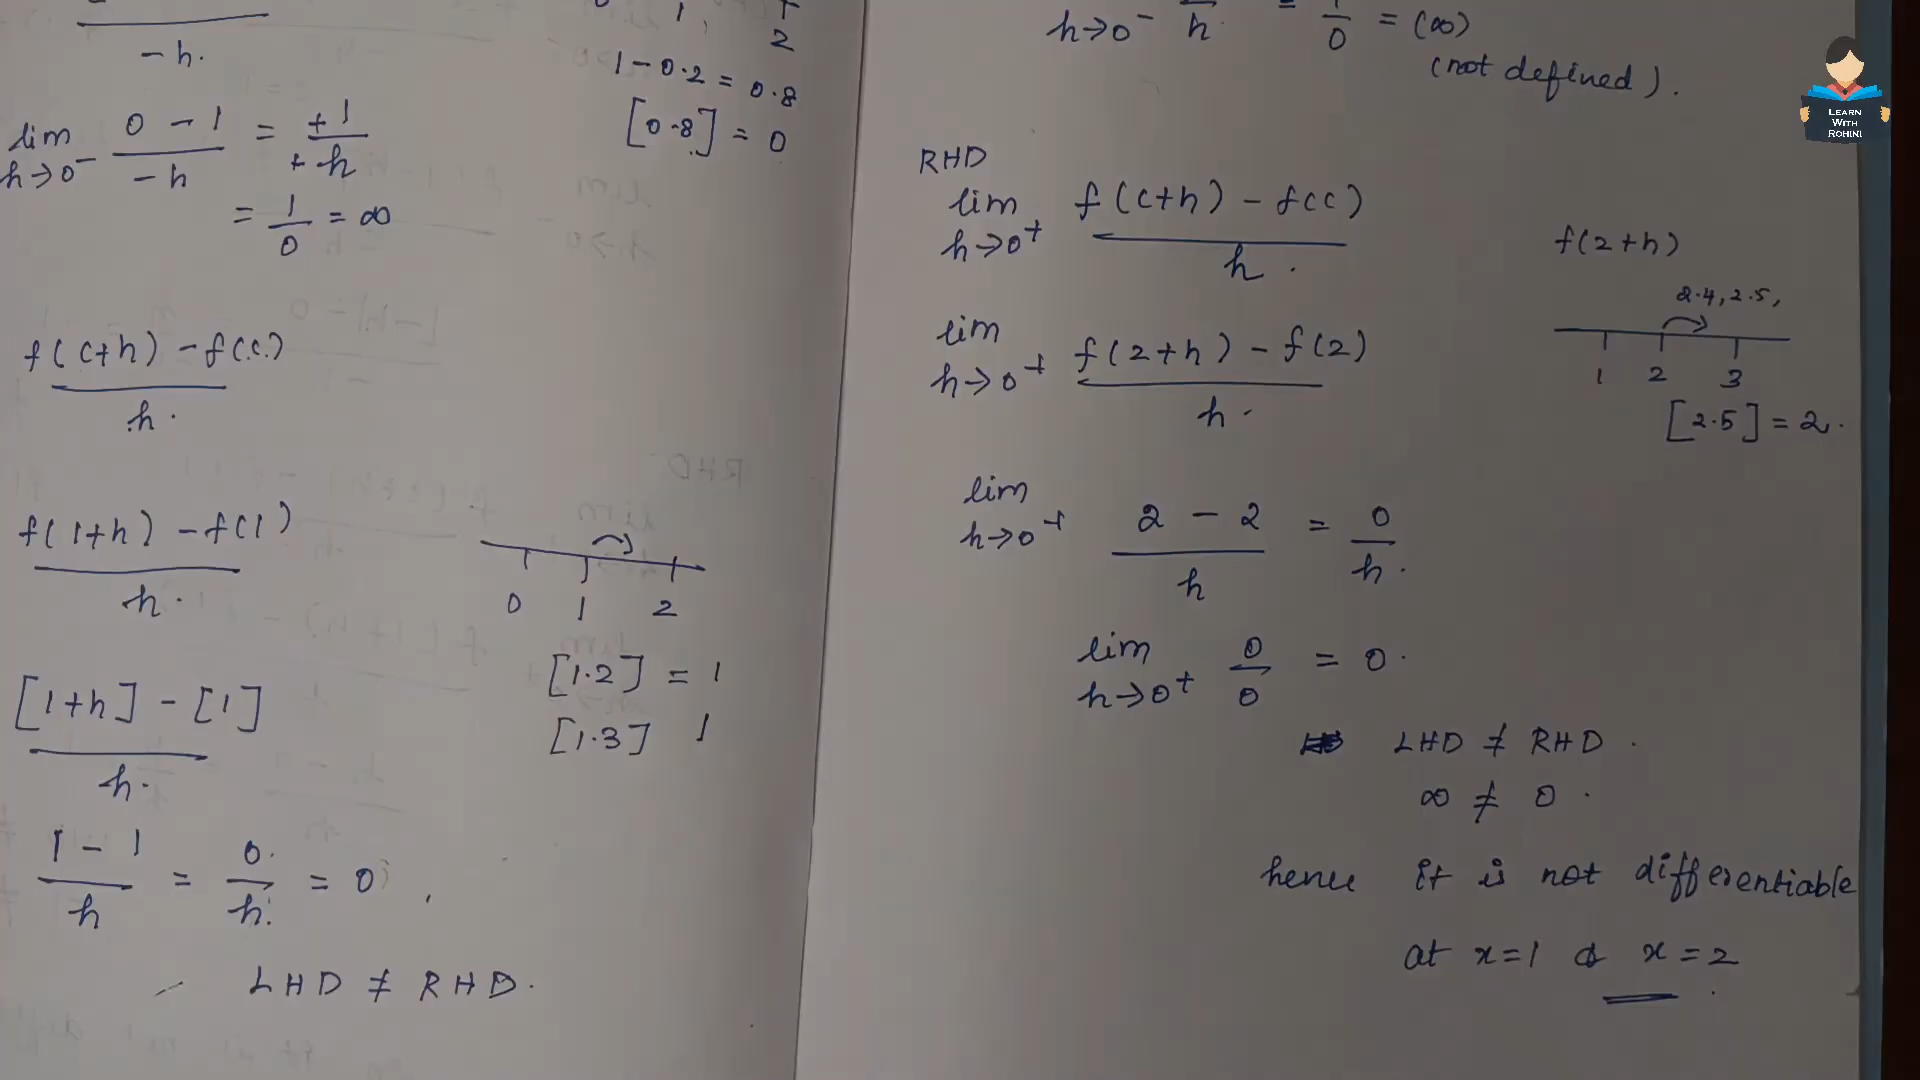 -h.
lim h→0⁻ 0-1/-h = +1/+h
= 1/0 = ∞
1 2
1-0.2 = 0.8
[0.8] = 0
f(c+h) - f(c)
h.
f(1+h) - f(1)
h.
0 1 2
[1+h] - [1]
h.
[1.2] = 1
[1.3] 1
1-1/h = 0/h = 0
LHD ≠ RHD.
h→0⁻ h = 1/0 = (∞)
(not defined).
RHD
lim h→0⁺ f(c+h) - f(c)
h.
lim h→0⁺ f(2+h) - f(2)
h.
f(2+h)
2.4, 2.5,
1 2 3
[2.5] = 2.
lim h→0⁺ 2-2/h = 0/h.
lim h→0⁺ 0/0 = 0.
LHD ≠ RHD.
∞ ≠ 0.
hence it is not differentiable
at x=1 & x=2
LEARN
WITH
ROHINI